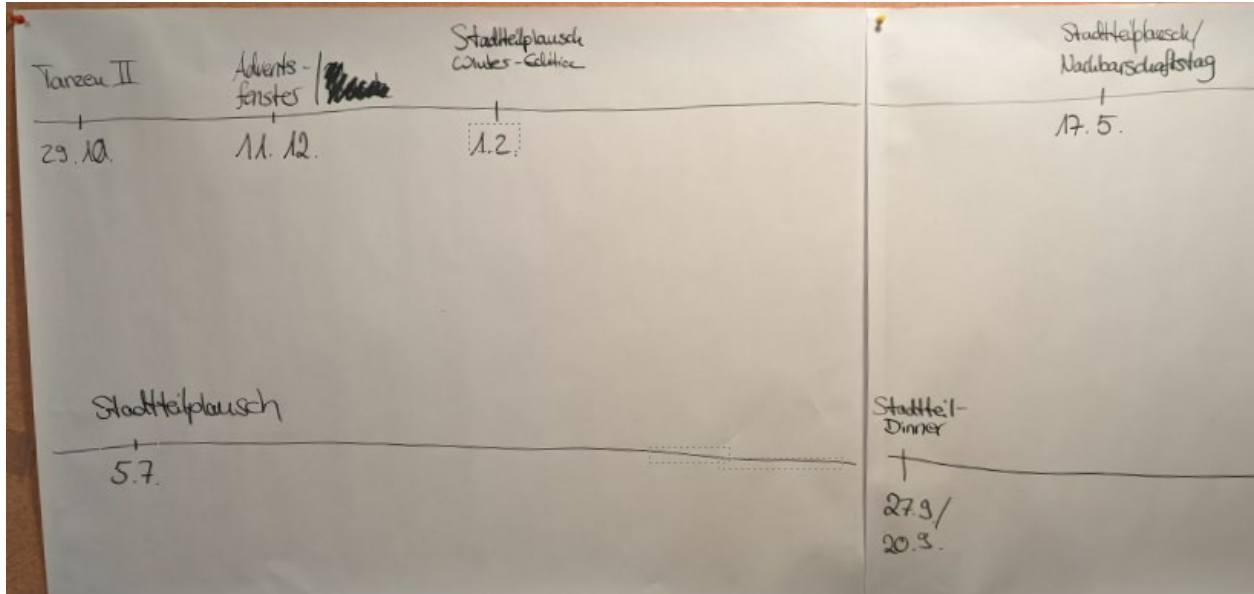 Tanzen II
29.10.
Advents-
fenster /
11. 12.
Stadtteilplausch
Winter-Edition
1.2.
Stadtteilplausch/
Nachbarschaftstag
17.5.
Stadtteilplausch
5.7.
Stadtteil-
Dinner
27.9/
20.9.